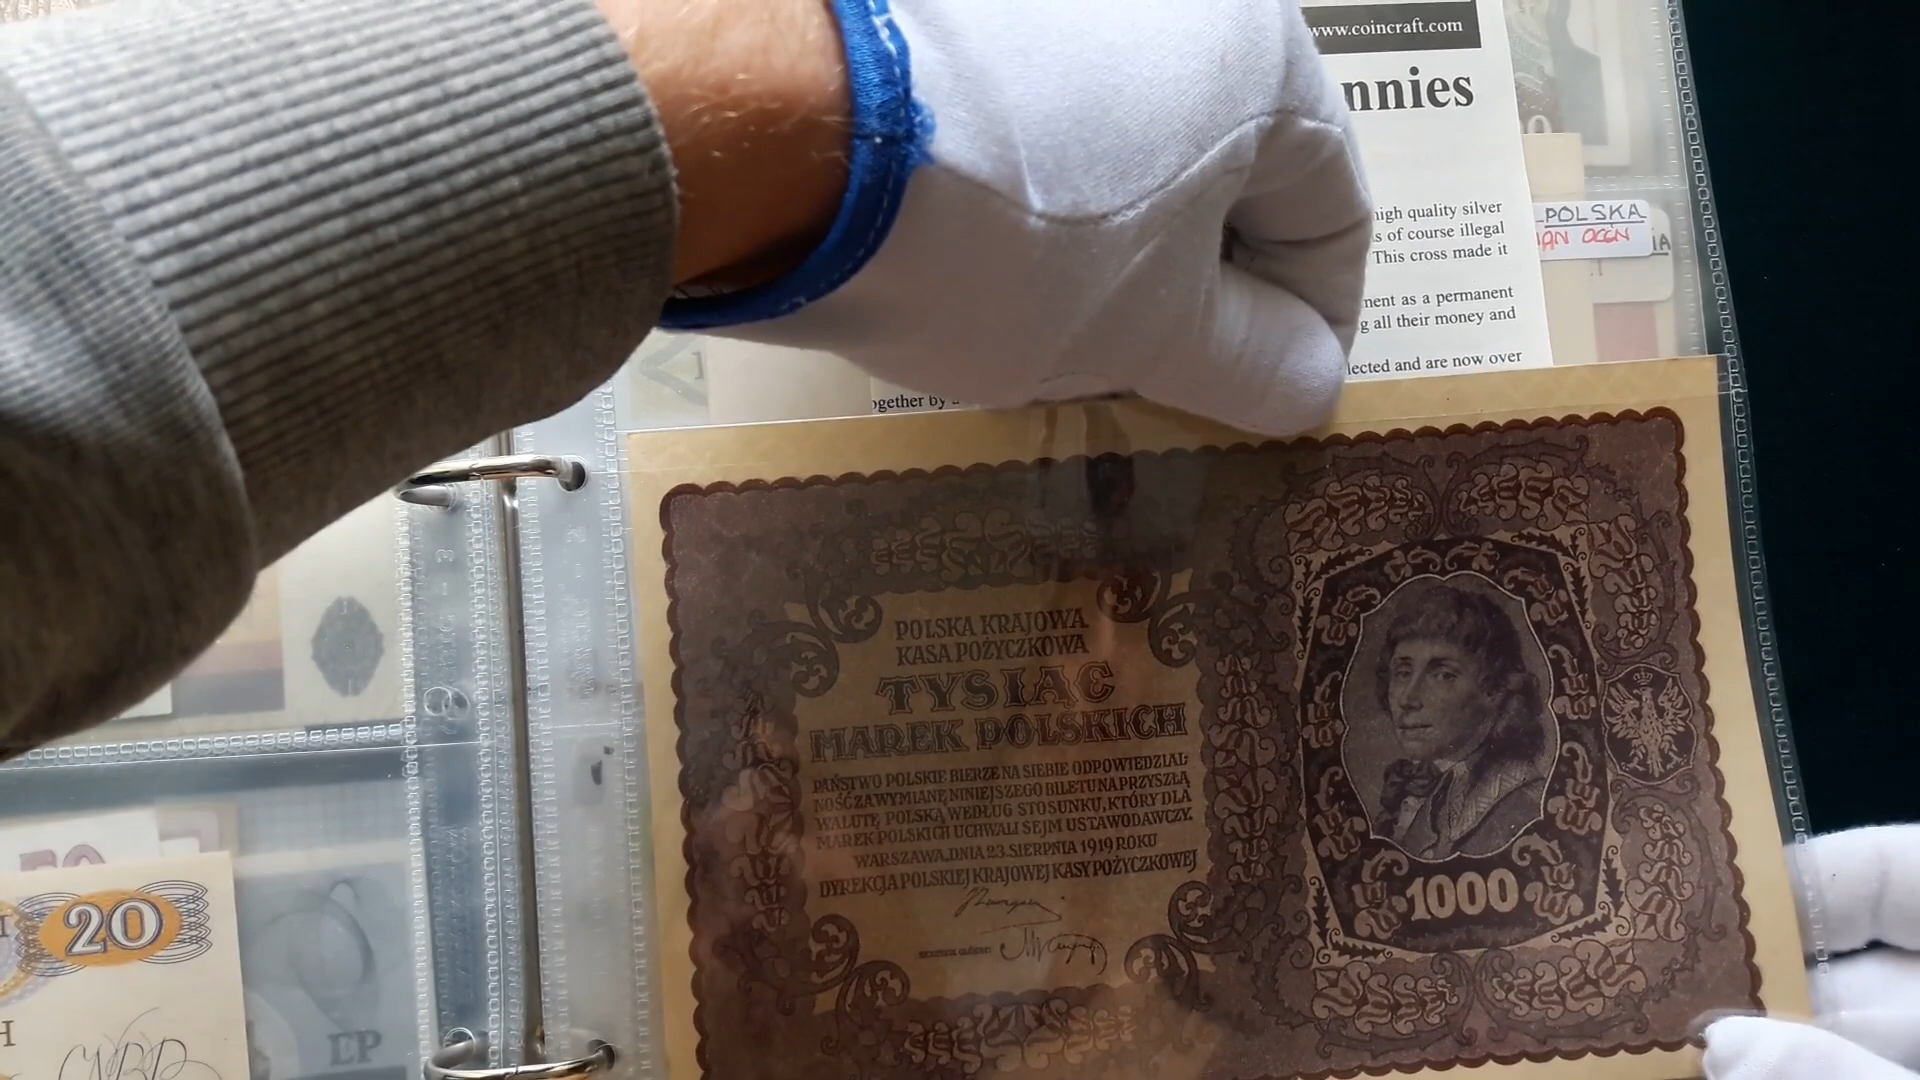 www.coincraft.com
nnies
high quality silver
s of course illegal
This cross made it
nent as a permanent
g all their money and
lected and are now over
ogether by
POLSKA
POLSKA KRAJOWA
KASA POŻYCZKOWA
TYSIĄC
MAREK POLSKICH
PAŃSTWO POLSKIE BIERZE NA SIEBIE ODPOWIEDZIAL-
NOŚĆ ZA WYMIANĘ NINIEJSZEGO BILETU NA PRZYSZŁĄ
WALUTĘ POLSKĄ WEDŁUG STOSUNKU, KTÓRY DLA
MAREK POLSKICH UCHWALI SEJM USTAWODAWCZY.
WARSZAWA, DNIA 23. SIERPNIA 1919 ROKU
DYREKCJA POLSKIEJ KRAJOWEJ KASY POŻYCZKOWEJ
1000
20
H
EP